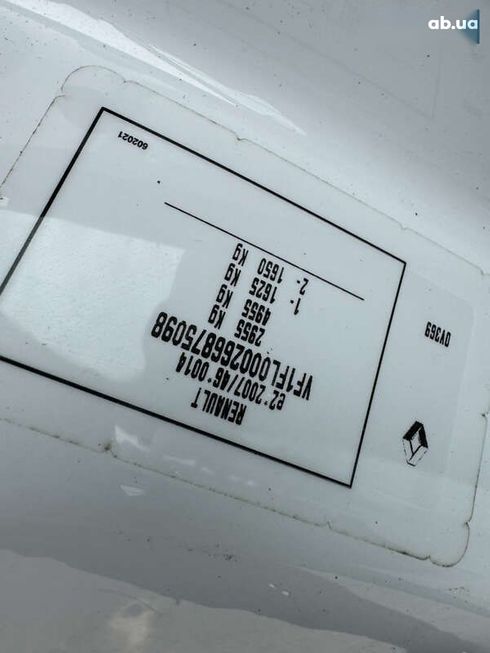 ab.ua
RENAULT
e2*2007/46*0014
VF1FL000266875098
2955 Kg
4955 Kg
1- 1625 Kg
2- 1650 Kg
602021
DV369